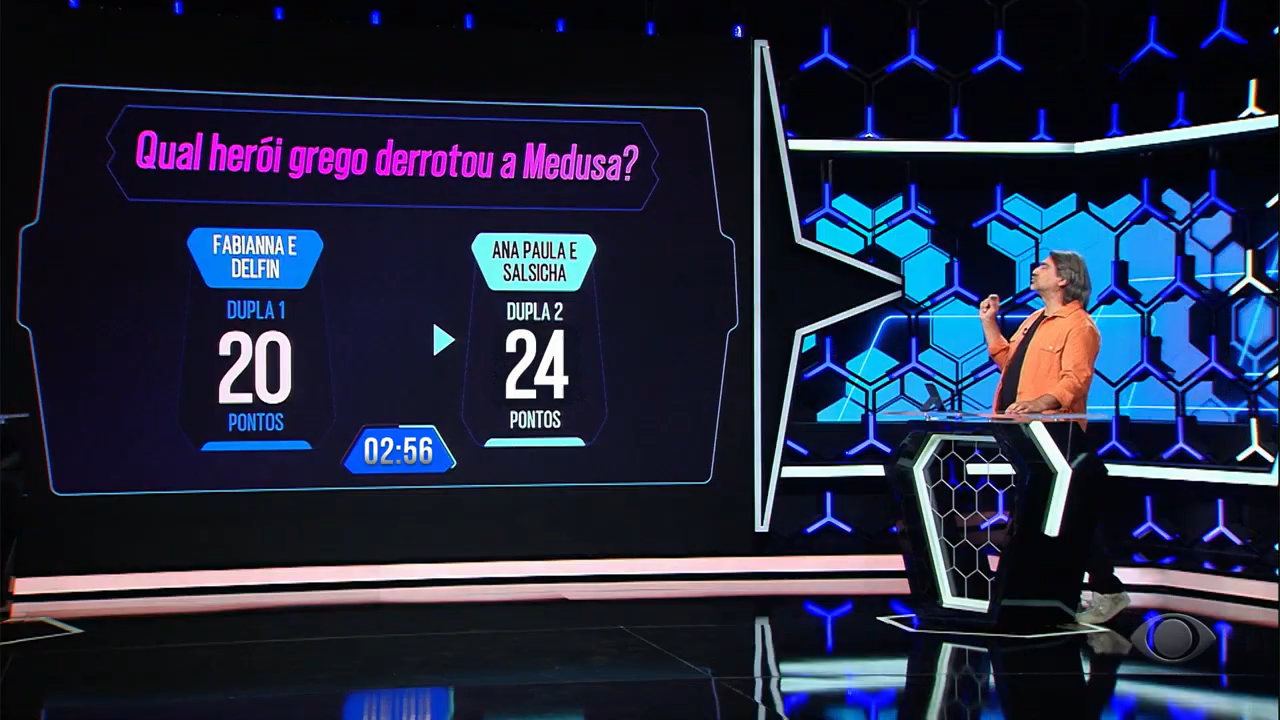 Qual herói grego derrotou a Medusa?
FABIANNA E
DELFIN
DUPLA 1
20
PONTOS
ANA PAULA E
SALSICHA
DUPLA 2
24
PONTOS
02:56